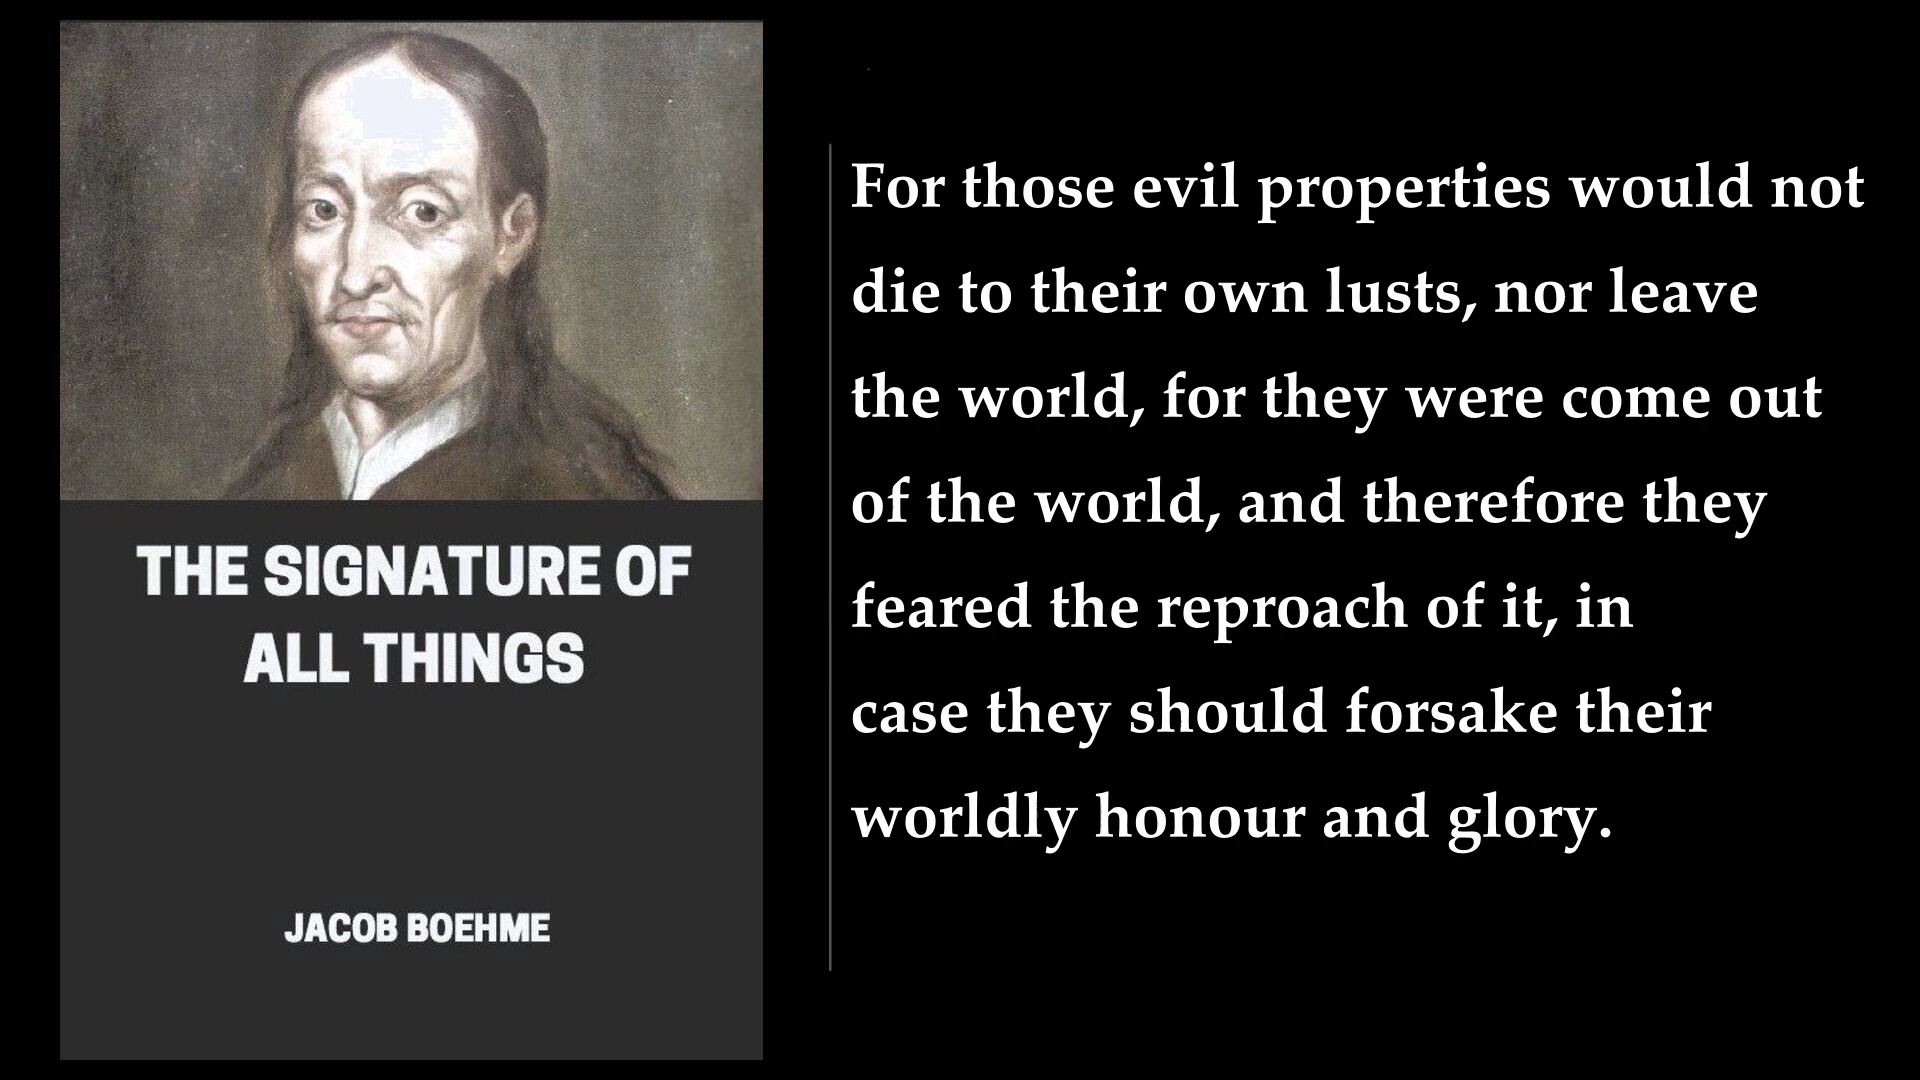 THE SIGNATURE OF
ALL THINGS
JACOB BOEHME
For those evil properties would not
die to their own lusts, nor leave
the world, for they were come out
of the world, and therefore they
feared the reproach of it, in
case they should forsake their
worldly honour and glory.